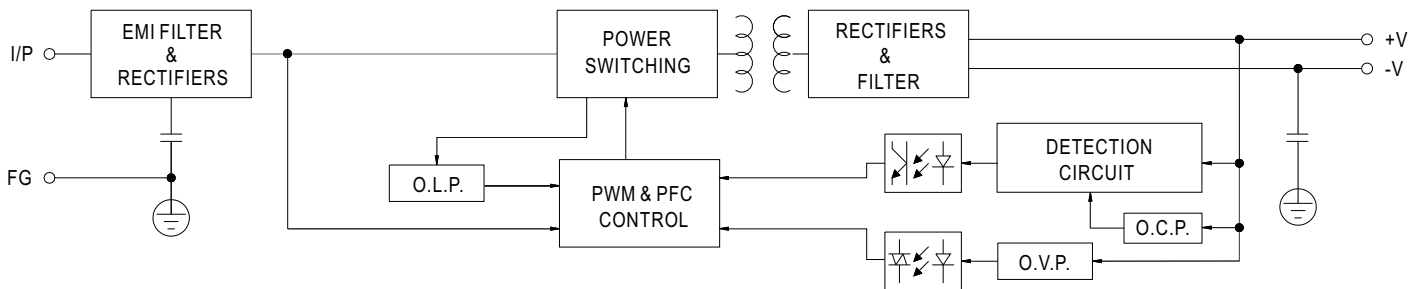 I/P
EMI FILTER
&
RECTIFIERS
POWER
SWITCHING
RECTIFIERS
&
FILTER
+V
-V
FG
O.L.P.
PWM & PFC
CONTROL
DETECTION
CIRCUIT
O.C.P.
O.V.P.